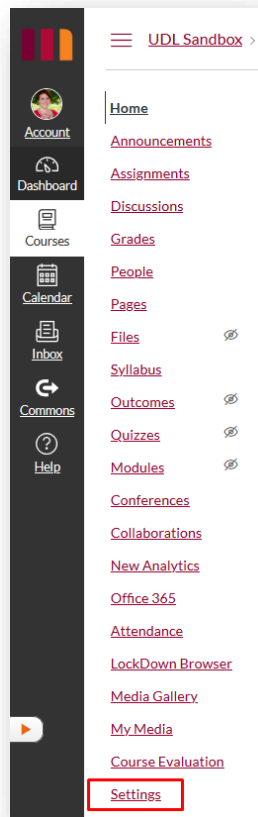 UDL Sandbox >
Account
Dashboard
Courses
Calendar
Inbox
Commons
Help
Home
Announcements
Assignments
Discussions
Grades
People
Pages
Files
Syllabus
Outcomes
Quizzes
Modules
Conferences
Collaborations
New Analytics
Office 365
Attendance
LockDown Browser
Media Gallery
My Media
Course Evaluation
Settings